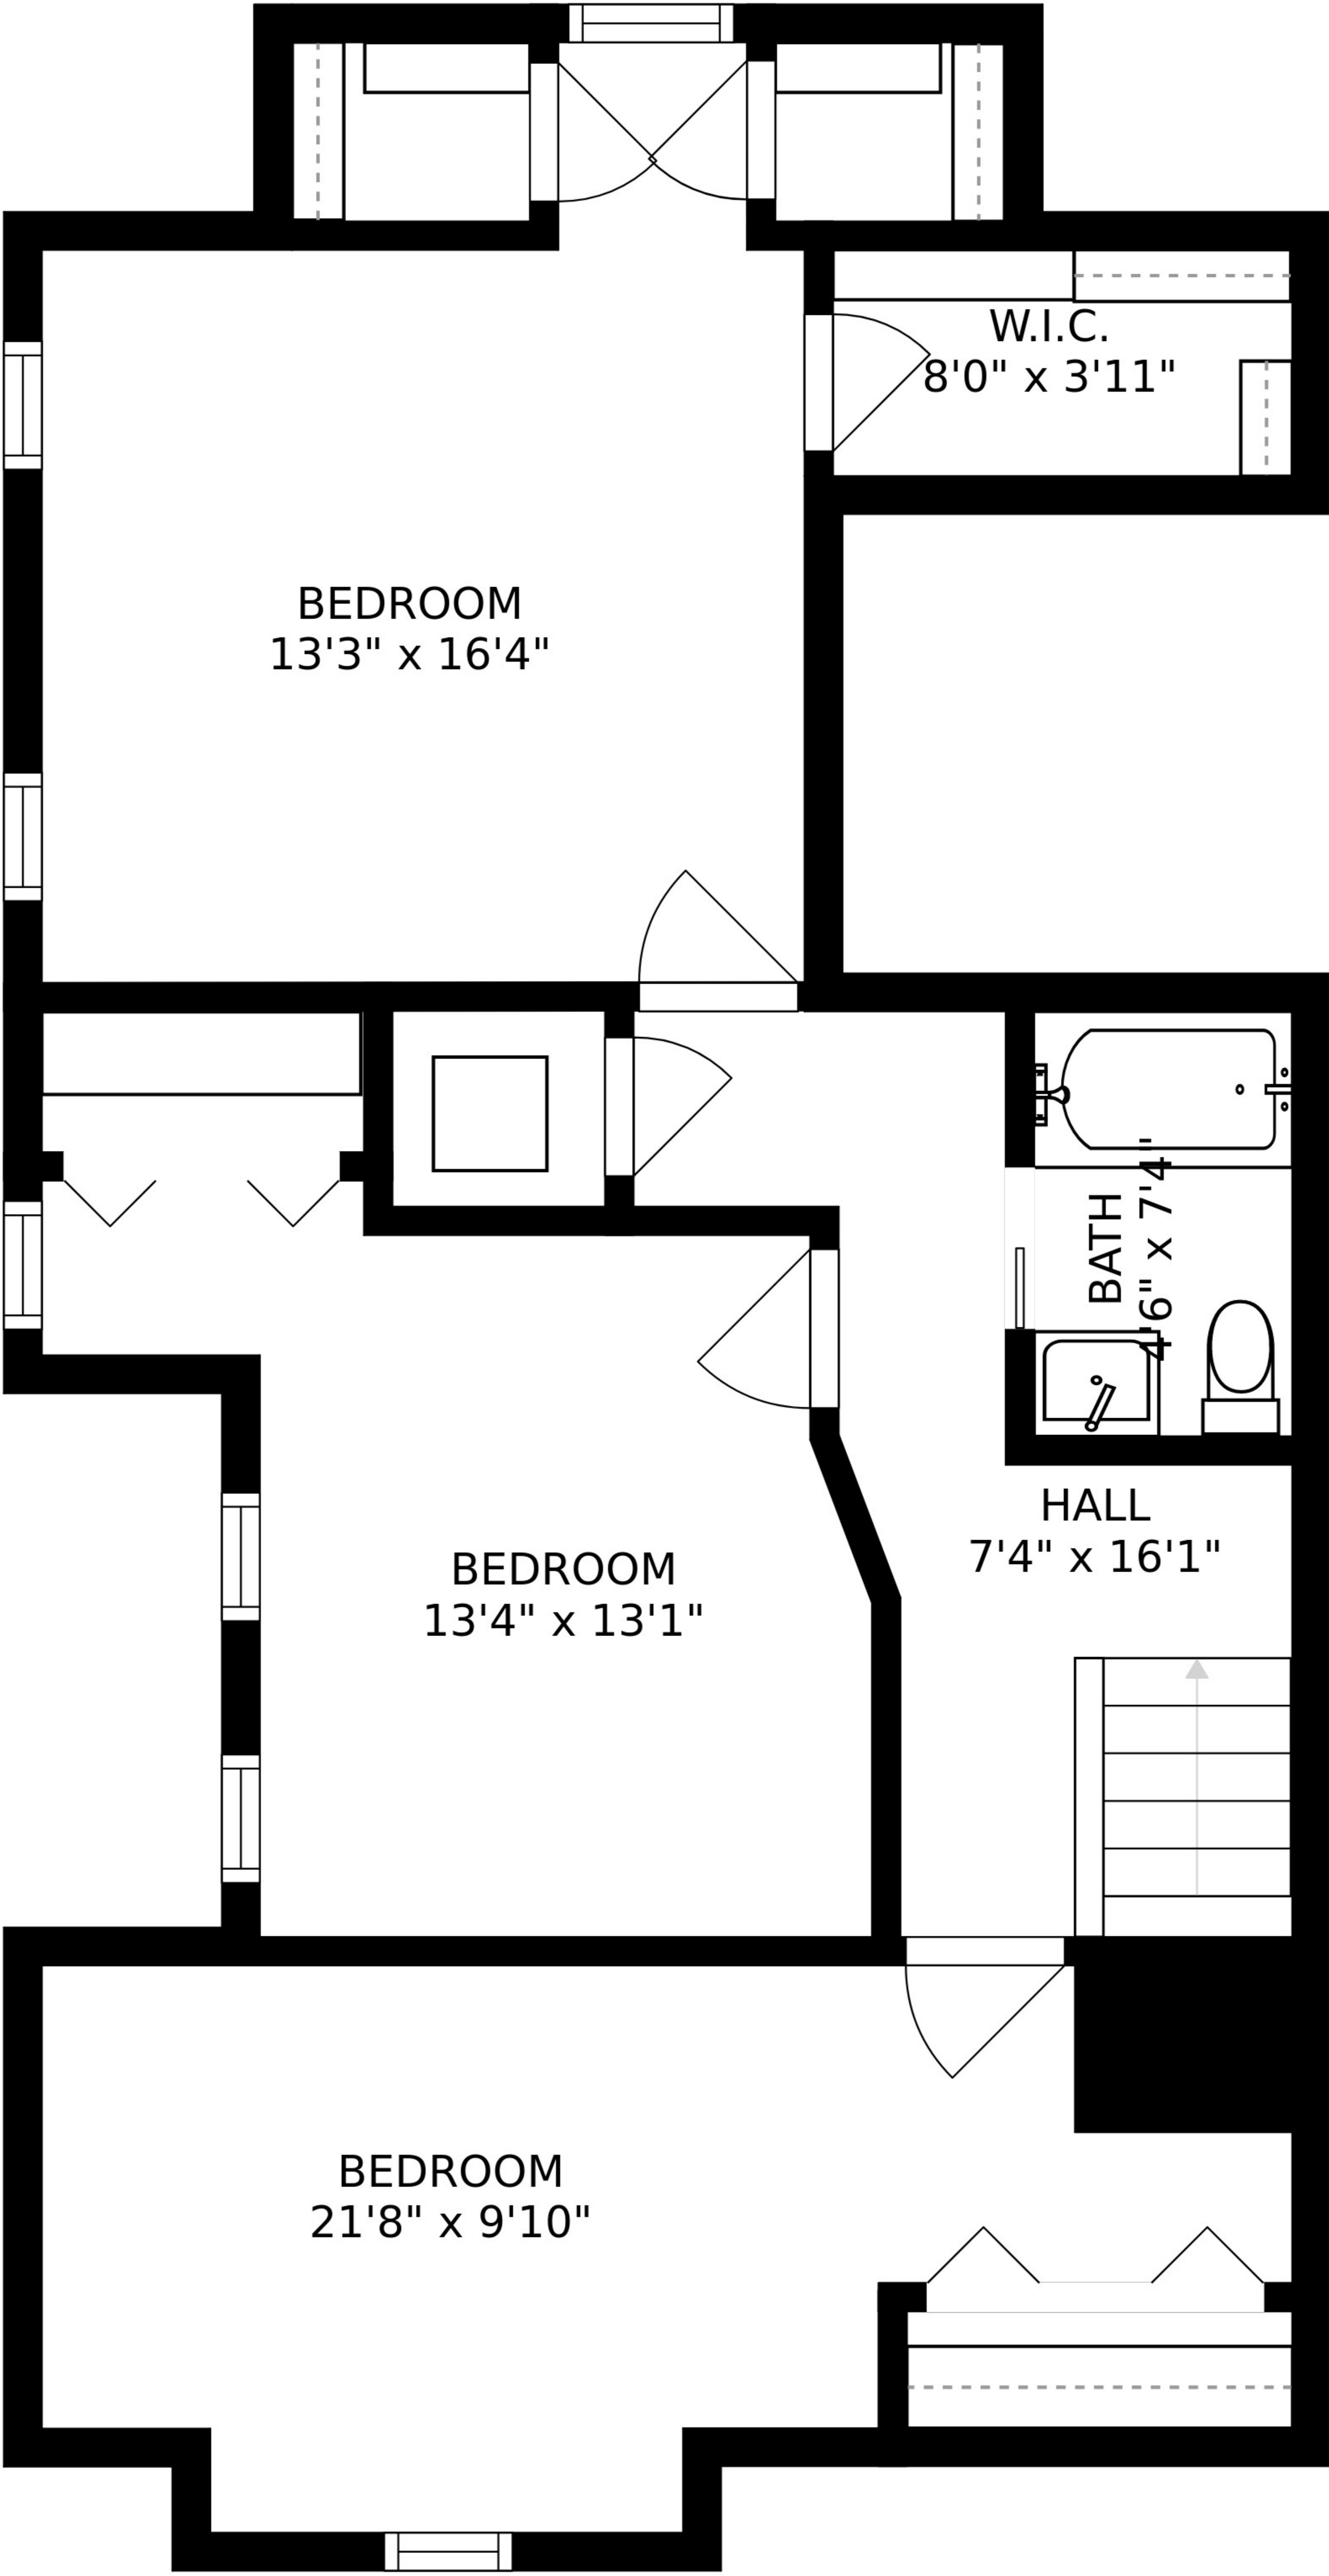 W.I.C.
8'0" x 3'11"
BEDROOM
13'3" x 16'4"
BATH
4'6" x 7'4"
HALL
7'4" x 16'1"
BEDROOM
13'4" x 13'1"
BEDROOM
21'8" x 9'10"